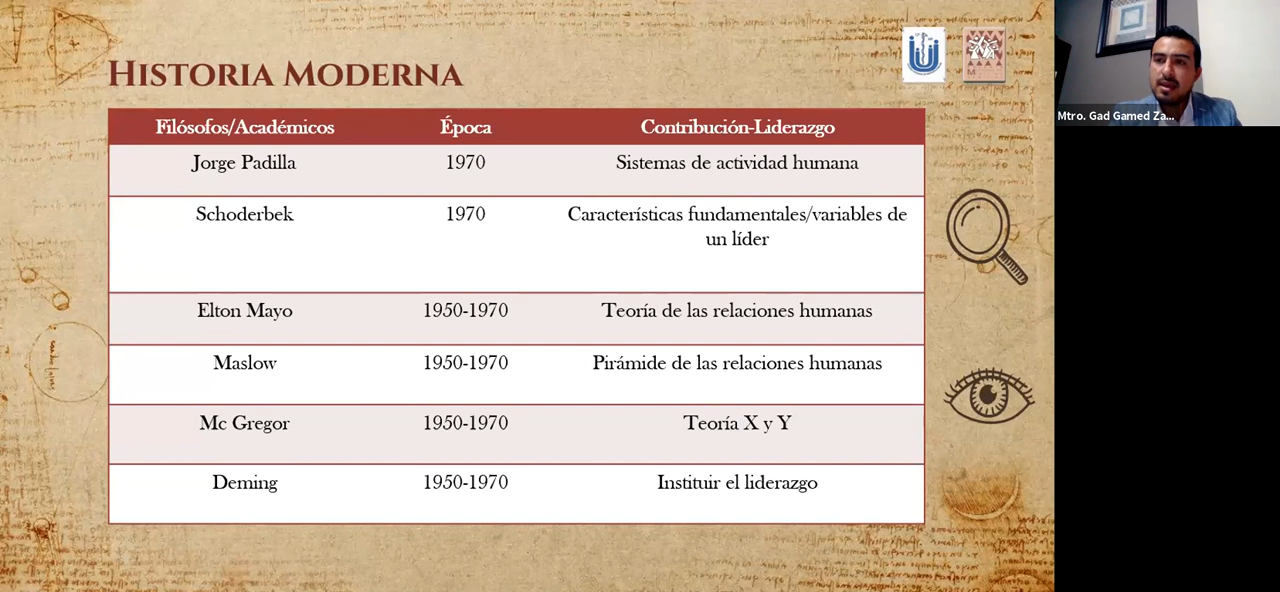 HISTORIA MODERNA
Filósofos/Académicos Época Contribución-Liderazgo
Jorge Padilla 1970 Sistemas de actividad humana
Schoderbek 1970 Características fundamentales/variables de
un líder
Elton Mayo 1950-1970 Teoría de las relaciones humanas
Maslow 1950-1970 Pirámide de las relaciones humanas
Mc Gregor 1950-1970 Teoría X y Y
Deming 1950-1970 Instituir el liderazgo
Mtro. Gad Gamed Za...